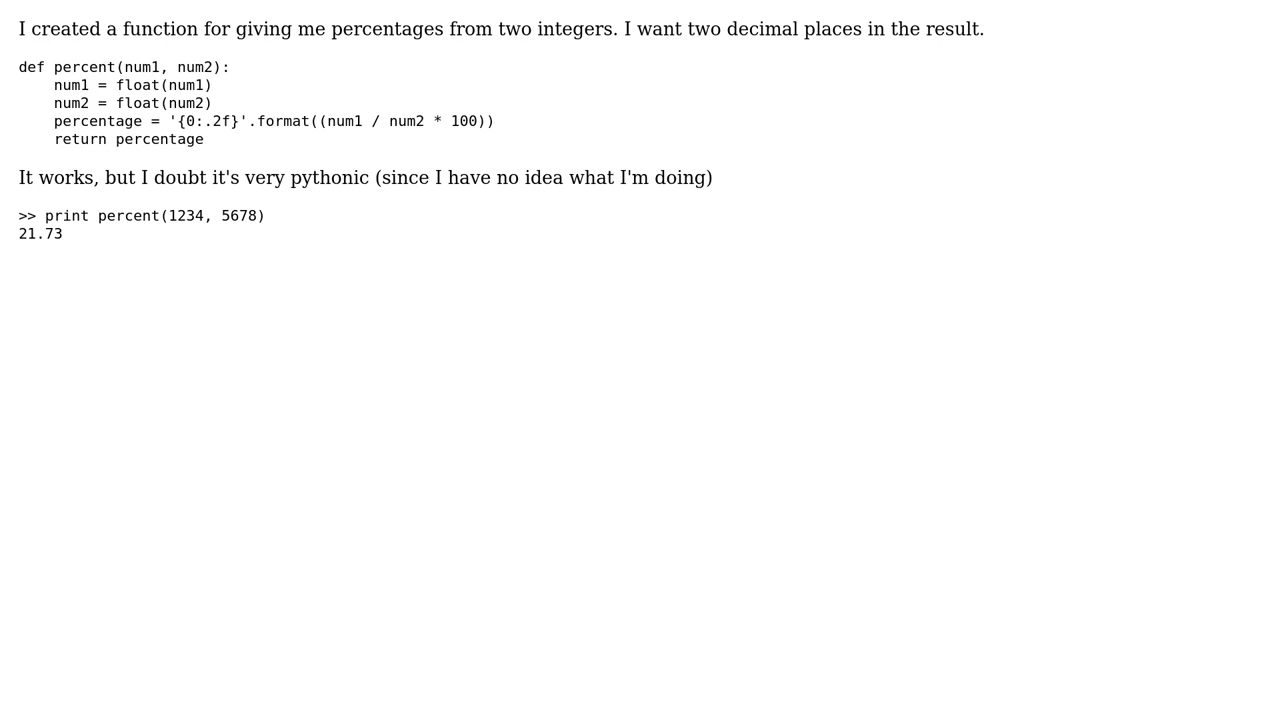 I created a function for giving me percentages from two integers. I want two decimal places in the result.
def percent(num1, num2):
    num1 = float(num1)
    num2 = float(num2)
    percentage = '{0:.2f}'.format((num1 / num2 * 100))
    return percentage
It works, but I doubt it's very pythonic (since I have no idea what I'm doing)
>> print percent(1234, 5678)
21.73